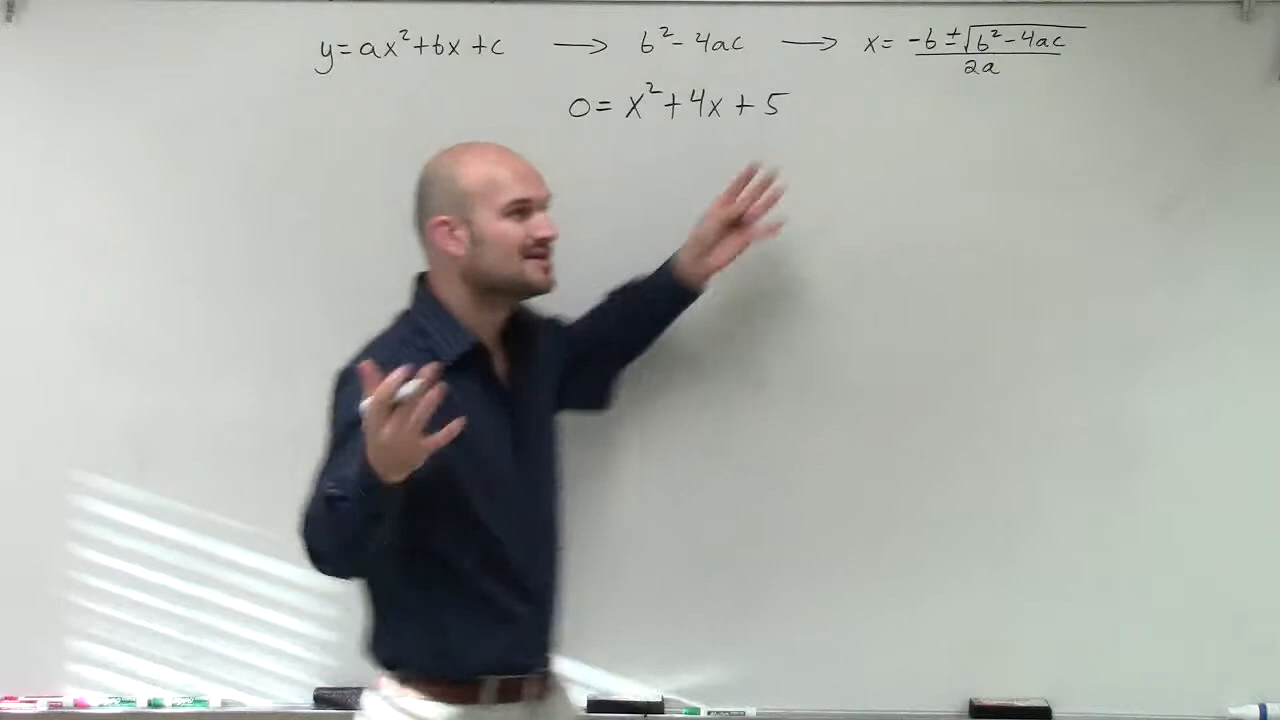 y=ax²+bx+c → b²-4ac → x= -b±√b²-4ac / 2a
0=x²+4x+5